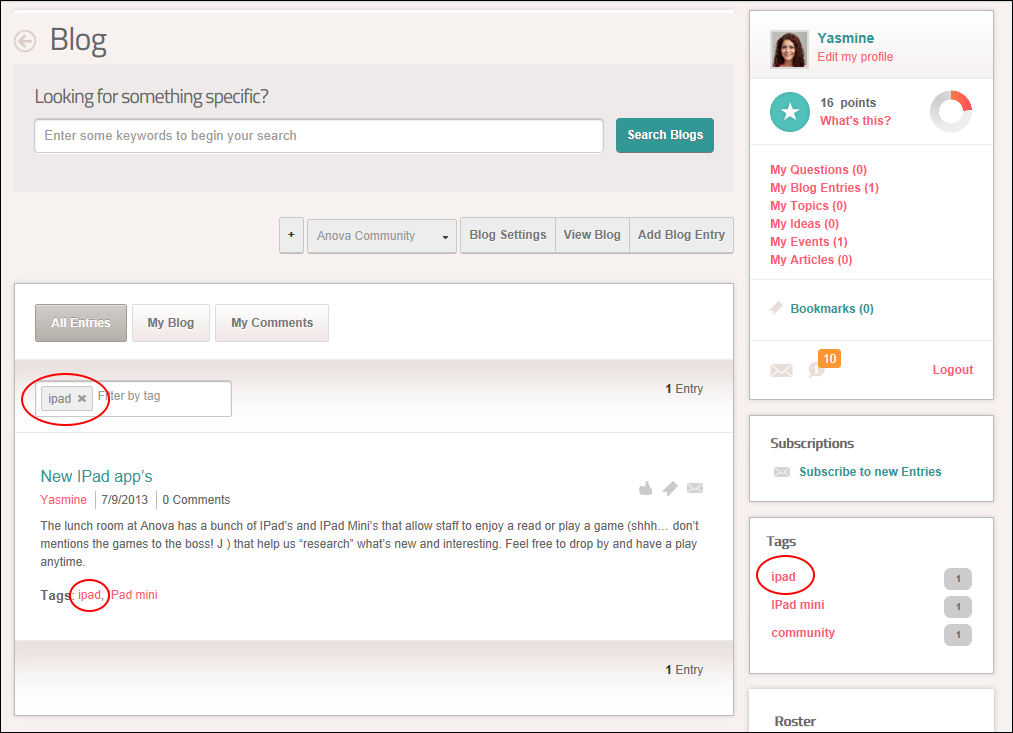 Blog
Looking for something specific?
Enter some keywords to begin your search
Search Blogs
+
Anova Community
Blog Settings
View Blog
Add Blog Entry
All Entries
My Blog
My Comments
ipad
Filter by tag
1 Entry
New IPad app's
Yasmine
7/9/2013
0 Comments
The lunch room at Anova has a bunch of IPad's and IPad Mini's that allow staff to enjoy a read or play a game (shhh… don't
mentions the games to the boss! J ) that help us “research” what's new and interesting. Feel free to drop by and have a play
anytime.
Tags: ipad, IPad mini
1 Entry
Yasmine
Edit my profile
16 points
What's this?
My Questions (0)
My Blog Entries (1)
My Topics (0)
My Ideas (0)
My Events (1)
My Articles (0)
Bookmarks (0)
10
Logout
Subscriptions
Subscribe to new Entries
Tags
ipad 1
IPad mini 1
community 1
Roster